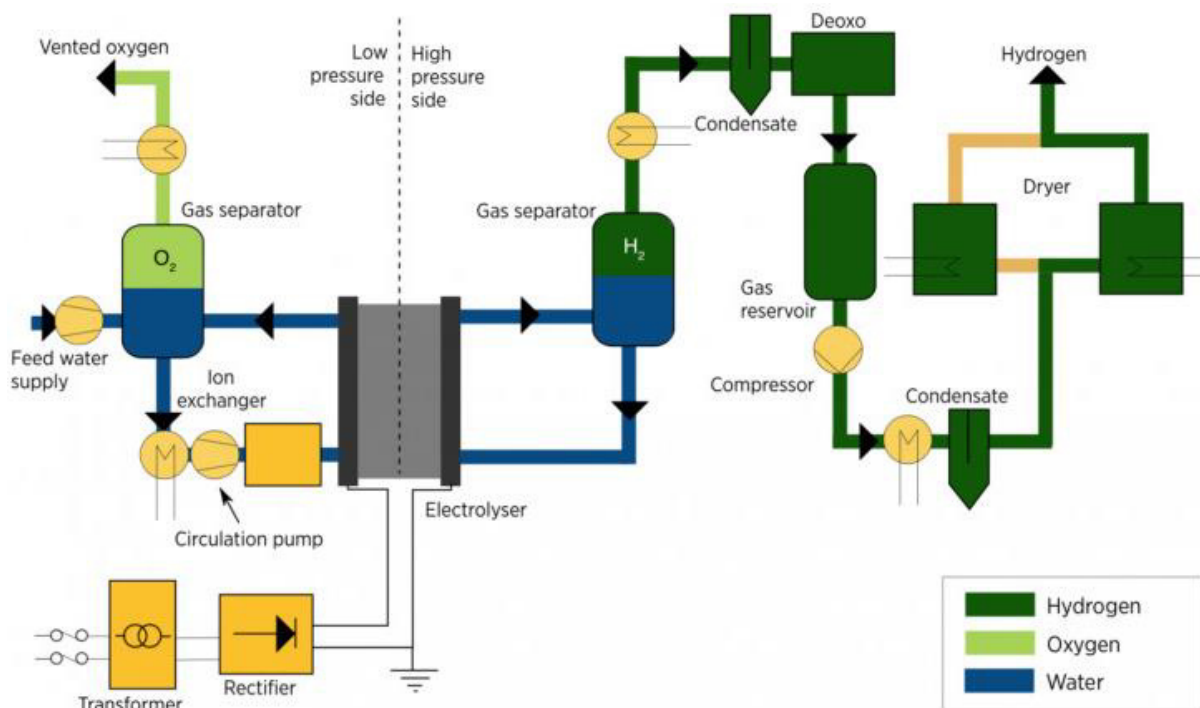 Vented oxygen
Low
pressure
side
High
pressure
side
Deoxo
Hydrogen
Condensate
Dryer
Gas separator
Gas separator
O₂
H₂
Gas
reservoir
Feed water
supply
Ion
exchanger
Compressor
Condensate
Circulation pump
Electrolyser
Transformer
Rectifier
Hydrogen
Oxygen
Water